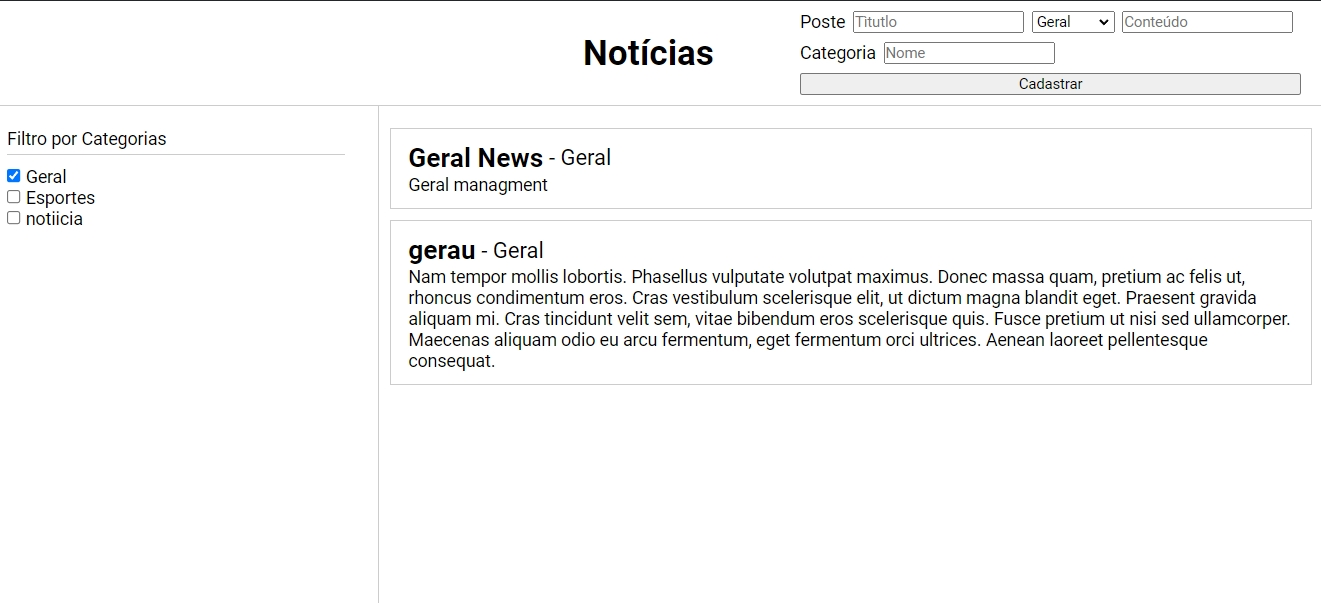 Notícias
Poste Titutlo Geral Conteúdo
Categoria Nome
Cadastrar
Filtro por Categorias
Geral
Esportes
notiicia
Geral News - Geral
Geral managment
gerau - Geral
Nam tempor mollis lobortis. Phasellus vulputate volutpat maximus. Donec massa quam, pretium ac felis ut,
rhoncus condimentum eros. Cras vestibulum scelerisque elit, ut dictum magna blandit eget. Praesent gravida
aliquam mi. Cras tincidunt velit sem, vitae bibendum eros scelerisque quis. Fusce pretium ut nisi sed ullamcorper.
Maecenas aliquam odio eu arcu fermentum, eget fermentum orci ultrices. Aenean laoreet pellentesque
consequat.